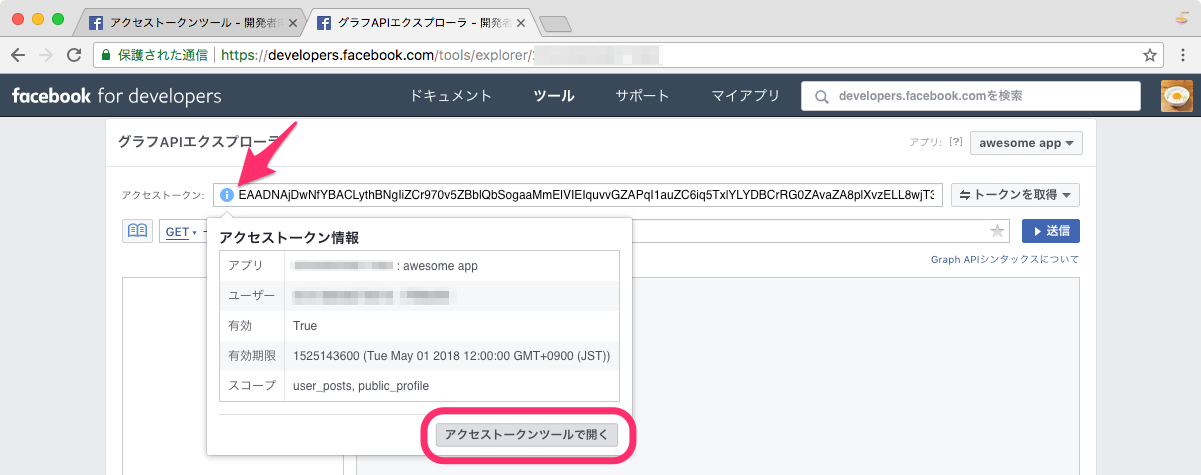 アクセストークンツール - 開発者向
グラフAPIエクスプローラ - 開発者
保護された通信 https://developers.facebook.com/tools/explorer/
facebook for developers ドキュメント ツール サポート マイアプリ developers.facebook.comを検索
グラフAPIエクスプローラ アプリ: [?] awesome app
アクセストークン: EAADNAjDwNfYBACLythBNgIiZCr970v5ZBblQbSogaaMmEIVIEIquvvGZAPqI1auZC6iq5TxlYLYDBCrRG0ZAvaZA8plXvzELL8wjT3 トークンを取得
GET 送信
Graph APIシンタックスについて
アクセストークン情報
アプリ : awesome app
ユーザー
有効 True
有効期限 1525143600 (Tue May 01 2018 12:00:00 GMT+0900 (JST))
スコープ user_posts, public_profile
アクセストークンツールで開く